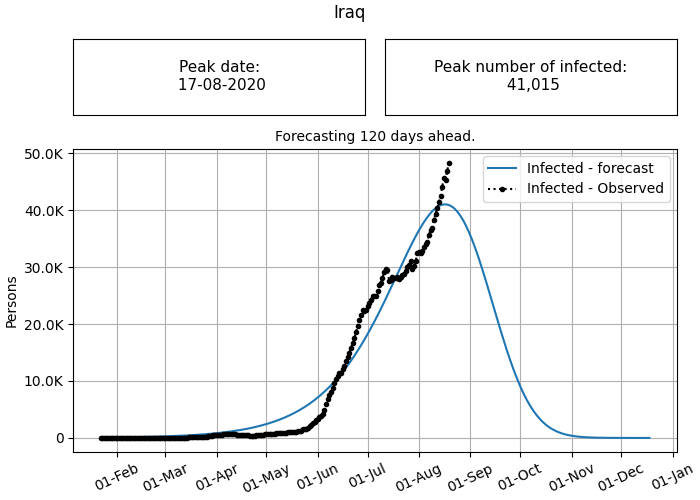 Iraq
Peak date:
17-08-2020
Peak number of infected:
41,015
Forecasting 120 days ahead.
50.0K
40.0K
30.0K
20.0K
10.0K
0
Persons
Infected - forecast
Infected - Observed
01-Feb
01-Mar
01-Apr
01-May
01-Jun
01-Jul
01-Aug
01-Sep
01-Oct
01-Nov
01-Dec
01-Jan